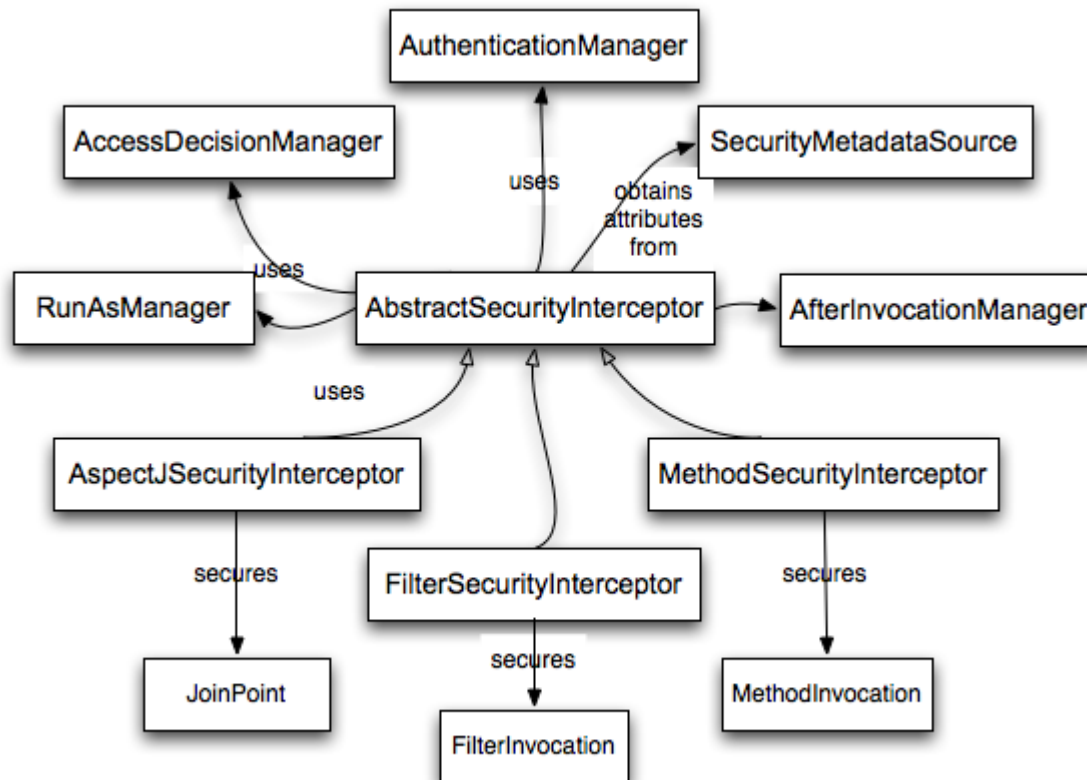 AuthenticationManager
AccessDecisionManager
SecurityMetadataSource
uses
obtains
attributes
from
uses
RunAsManager
AbstractSecurityInterceptor
AfterInvocationManager
uses
AspectJSecurityInterceptor
MethodSecurityInterceptor
secures
FilterSecurityInterceptor
secures
secures
JoinPoint
MethodInvocation
FilterInvocation